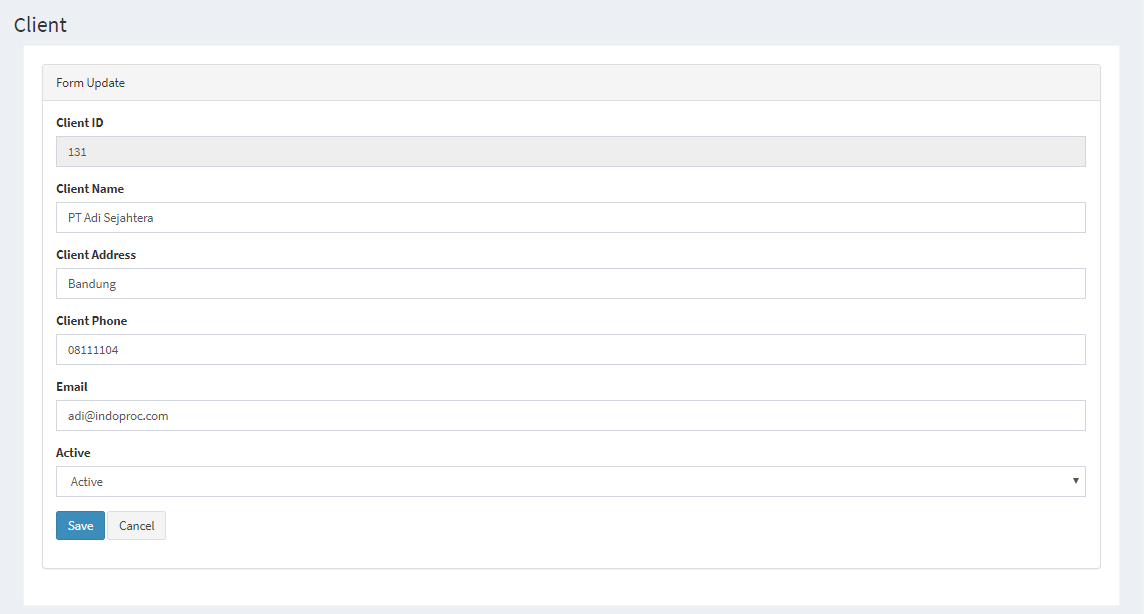 Client
Form Update
Client ID
131
Client Name
PT Adi Sejahtera
Client Address
Bandung
Client Phone
08111104
Email
adi@indoproc.com
Active
Active
Save Cancel